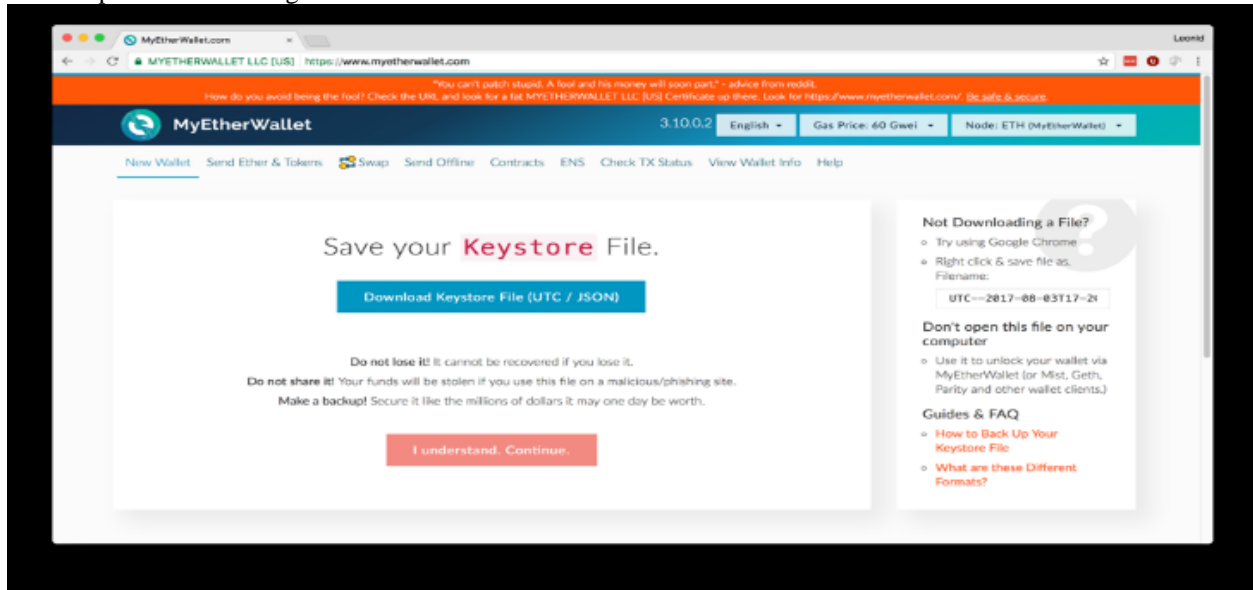 MyEtherWallet.com
Leonid
MYETHERWALLET LLC [US] https://www.myetherwallet.com
"You can't patch stupid. A fool and his money will soon part." - advice from reddit.
How do you avoid being the fool? Check the URL, and look for a fat MYETHERWALLET LLC [US] Certificate up there. Look for https://www.myetherwallet.com/. Be safe & secure.
MyEtherWallet
3.10.0.2 English Gas Price: 60 Gwei Node: ETH (MyEtherWallet)
New Wallet Send Ether & Tokens Swap Send Offline Contracts ENS Check TX Status View Wallet Info Help
Save your Keystore File.
Download Keystore File (UTC / JSON)
Do not lose it! It cannot be recovered if you lose it.
Do not share it! Your funds will be stolen if you use this file on a malicious/phishing site.
Make a backup! Secure it like the millions of dollars it may one day be worth.
I understand. Continue.
Not Downloading a File?
Try using Google Chrome
Right click & save file as.
Filename:
UTC--2017-08-03T17-2
Don't open this file on your
computer
Use it to unlock your wallet via
MyEtherWallet (or Mist, Geth,
Parity and other wallet clients.)
Guides & FAQ
How to Back Up Your
Keystore File
What are these Different
Formats?